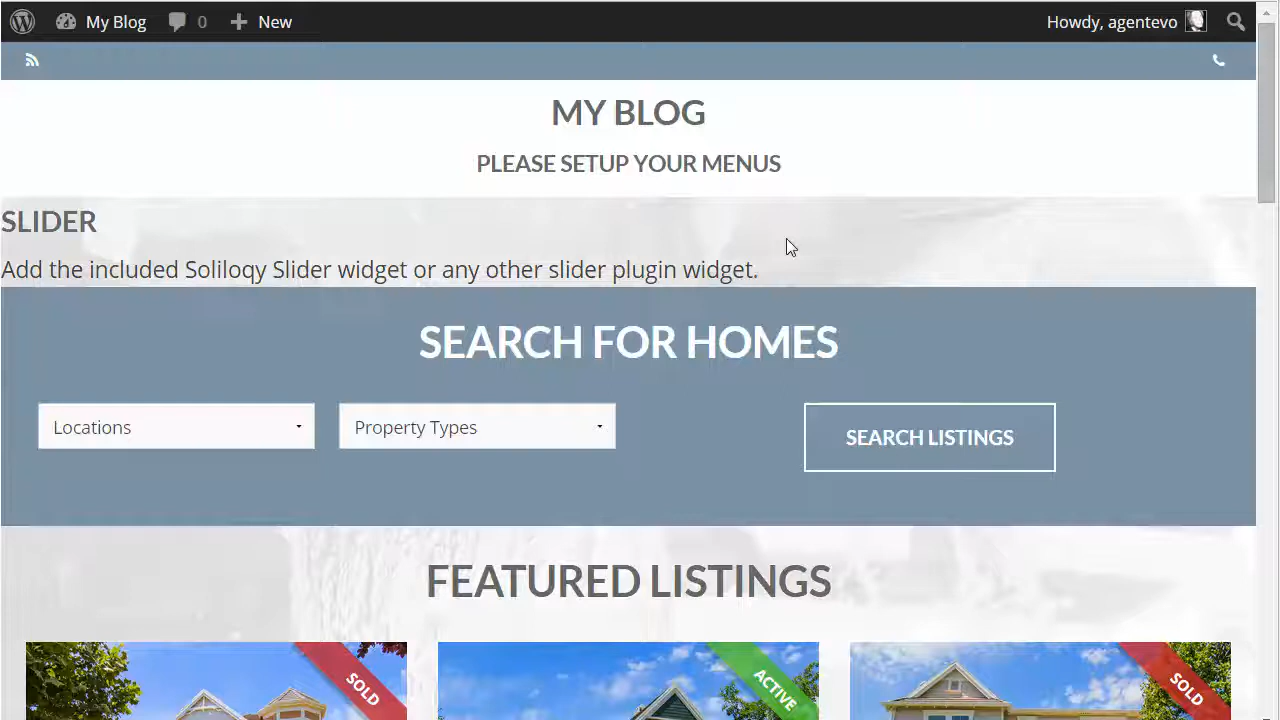 My Blog 0 New Howdy, agentevo
MY BLOG
PLEASE SETUP YOUR MENUS
SLIDER
Add the included Soliloqy Slider widget or any other slider plugin widget.
SEARCH FOR HOMES
Locations Property Types SEARCH LISTINGS
FEATURED LISTINGS
SOLD ACTIVE SOLD